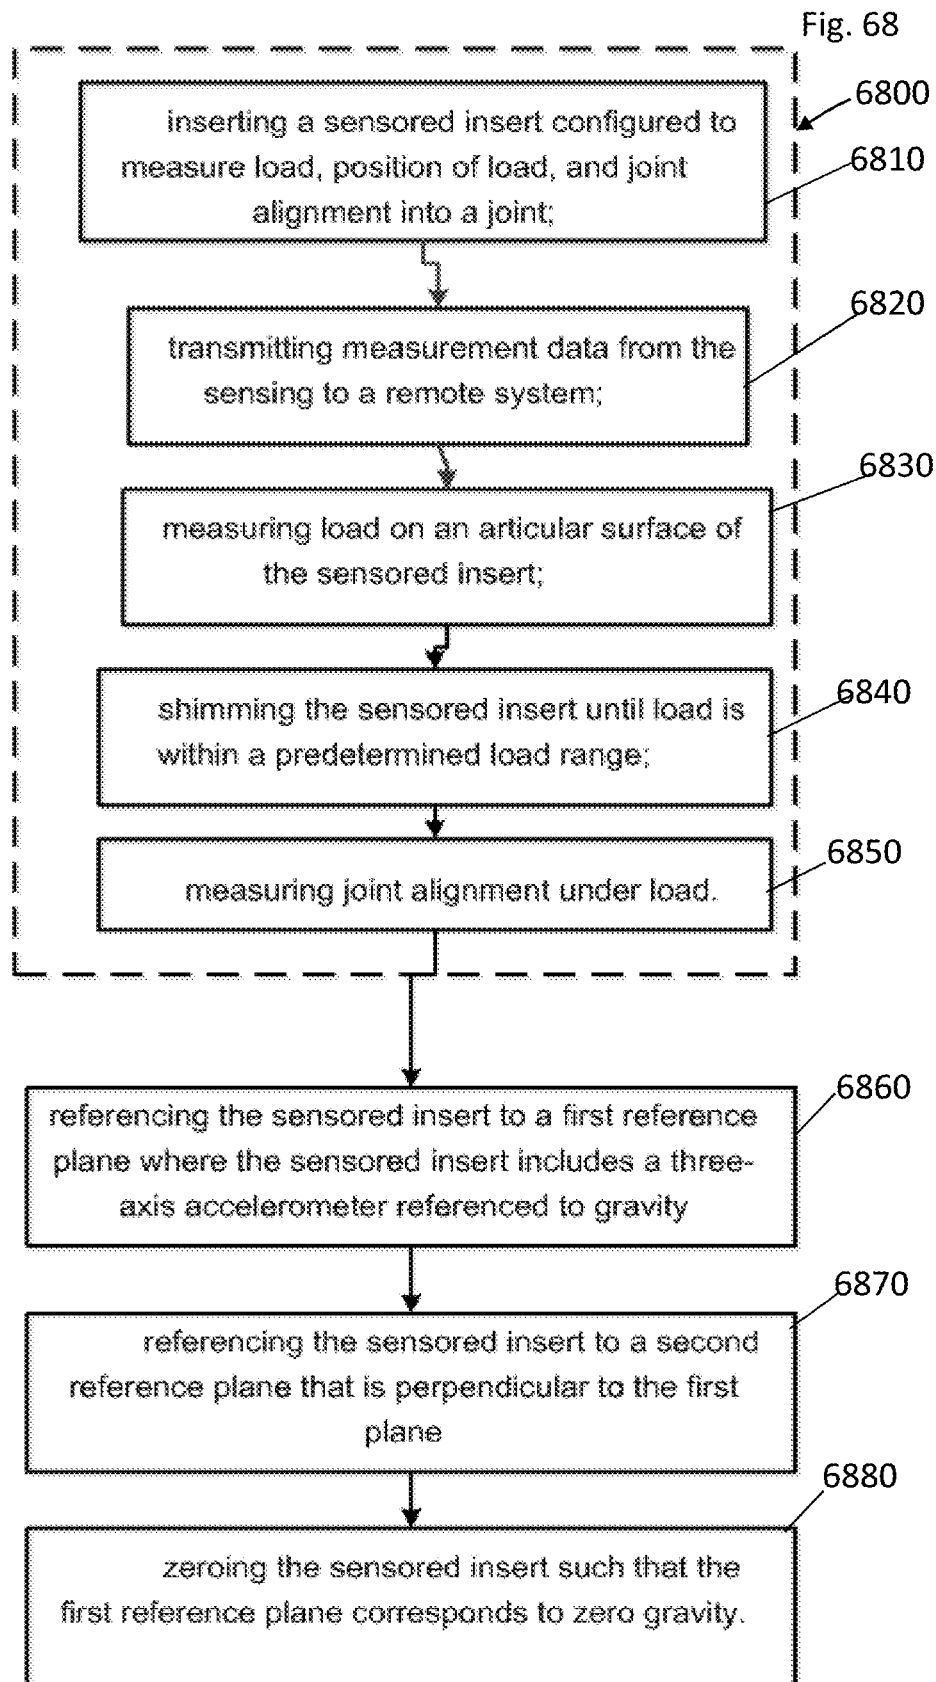 Fig. 68
6800
inserting a sensored insert configured to
measure load, position of load, and joint
alignment into a joint;
6810
transmitting measurement data from the
sensing to a remote system;
6820
measuring load on an articular surface of
the sensored insert;
6830
shimming the sensored insert until load is
within a predetermined load range;
6840
measuring joint alignment under load.
6850
referencing the sensored insert to a first reference
plane where the sensored insert includes a three-
axis accelerometer referenced to gravity
6860
referencing the sensored insert to a second
reference plane that is perpendicular to the first
plane
6870
zeroing the sensored insert such that the
first reference plane corresponds to zero gravity.
6880